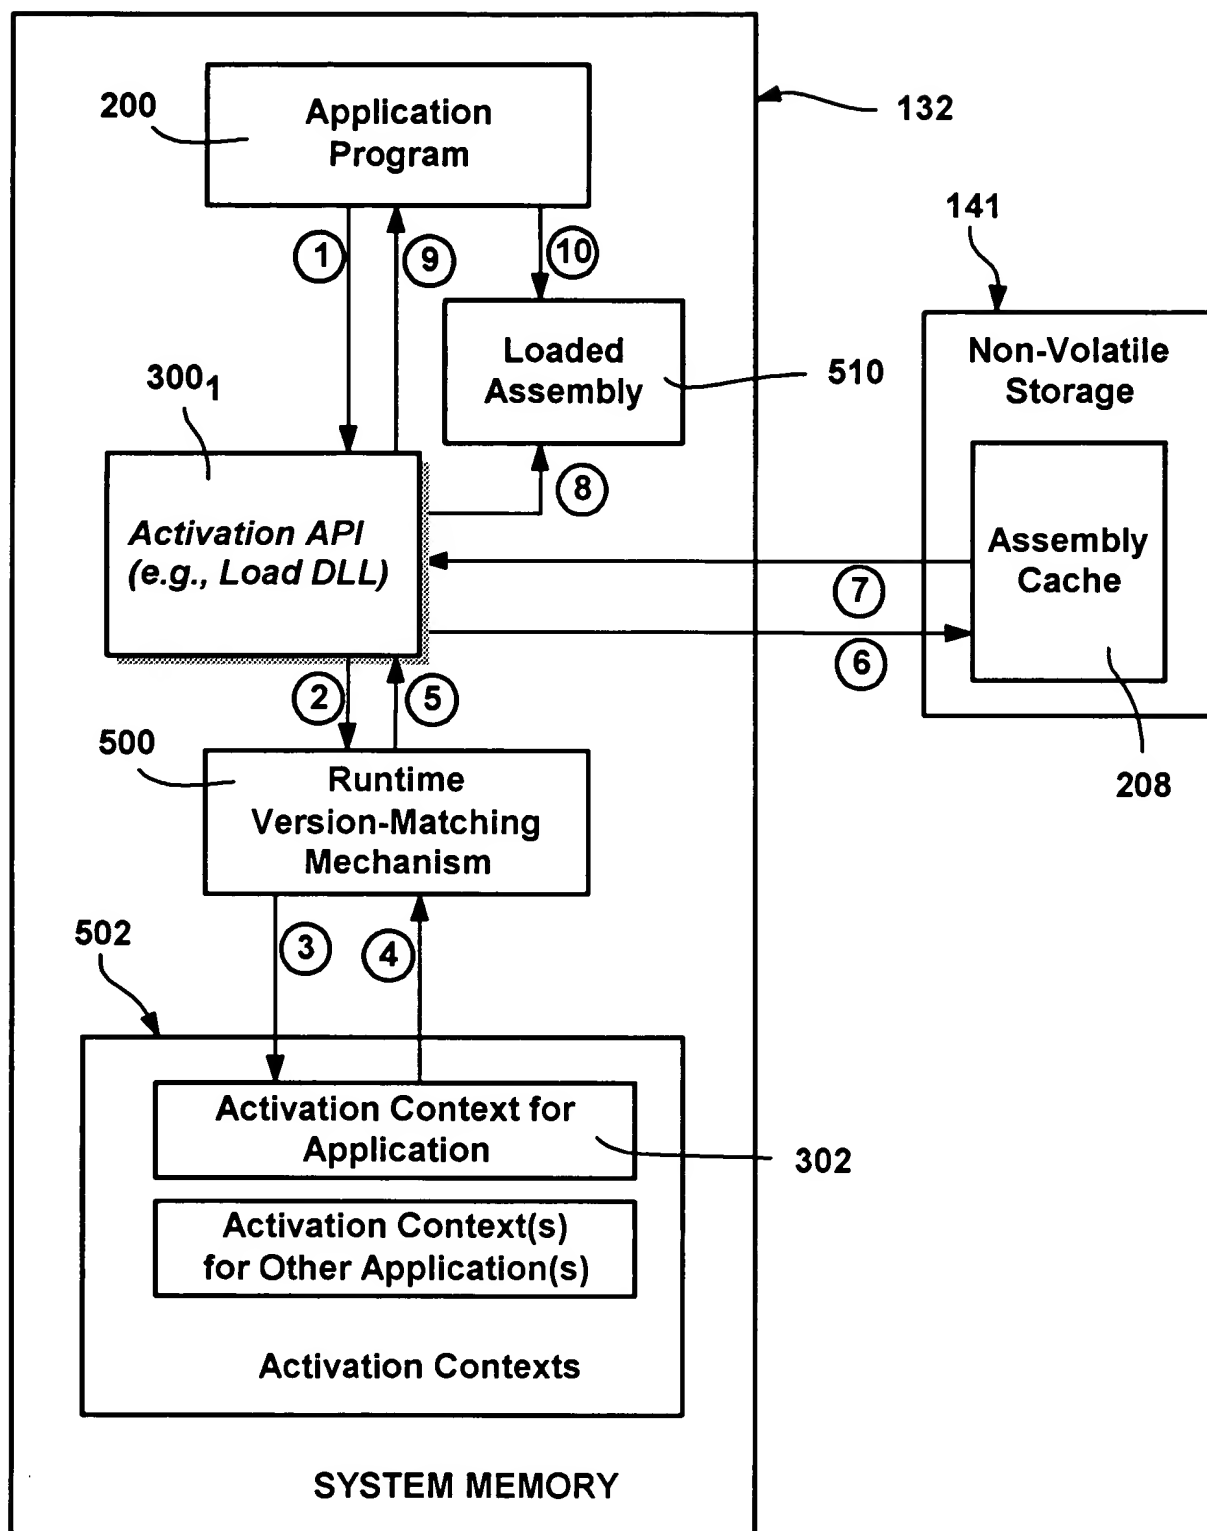 200
Application
Program
132
1
9
10
141
Loaded
Assembly
510
Non-Volatile
Storage
300₁
8
Activation API
(e.g., Load DLL)
Assembly
Cache
7
6
2
5
208
500
Runtime
Version-Matching
Mechanism
502
3
4
Activation Context for
Application
302
Activation Context(s)
for Other Application(s)
Activation Contexts
SYSTEM MEMORY